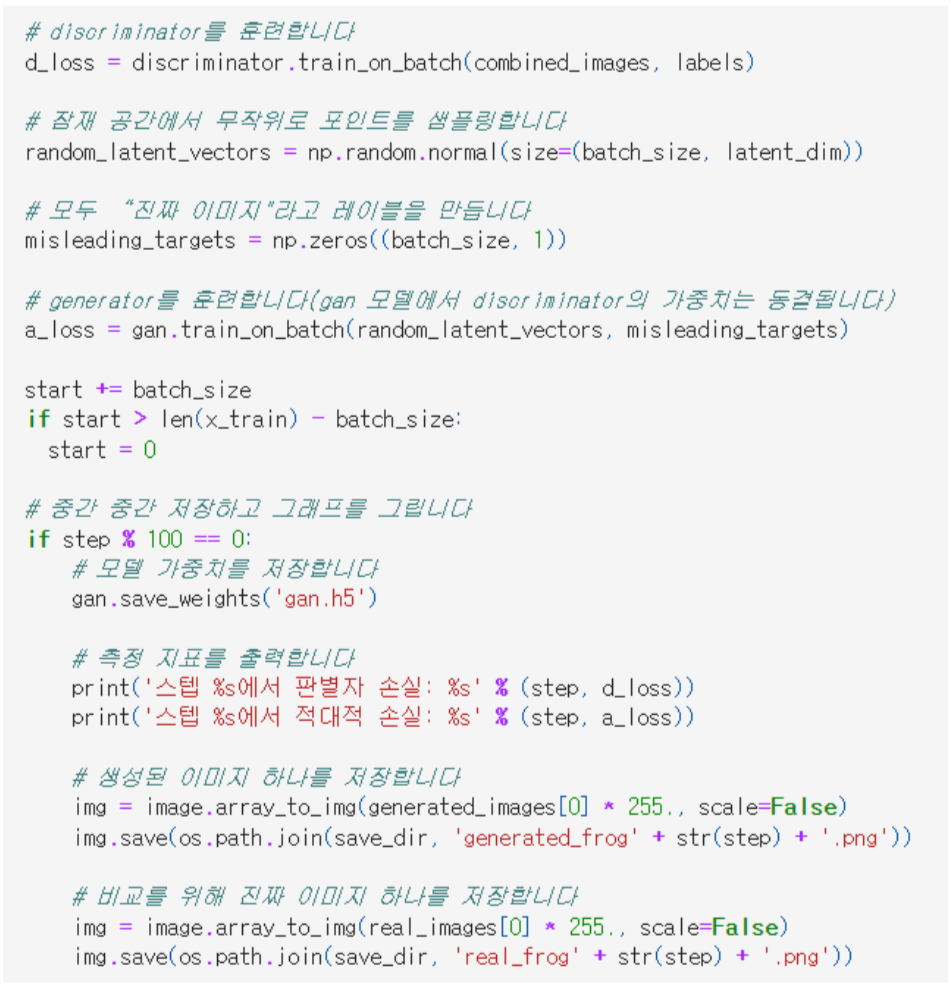 # discriminator를 훈련합니다
d_loss = discriminator.train_on_batch(combined_images, labels)
# 잠재 공간에서 무작위로 포인트를 샘플링합니다
random_latent_vectors = np.random.normal(size=(batch_size, latent_dim))
# 모두 “진짜 이미지"라고 레이블을 만듭니다
misleading_targets = np.zeros((batch_size, 1))
# generator를 훈련합니다(gan 모델에서 discriminator의 가중치는 동결됩니다)
a_loss = gan.train_on_batch(random_latent_vectors, misleading_targets)
start += batch_size
if start > len(x_train) - batch_size:
start = 0
# 중간 중간 저장하고 그래프를 그립니다
if step % 100 == 0:
# 모델 가중치를 저장합니다
gan.save_weights('gan.h5')
# 측정 지표를 출력합니다
print('스텝 %s에서 판별자 손실: %s' % (step, d_loss))
print('스텝 %s에서 적대적 손실: %s' % (step, a_loss))
# 생성된 이미지 하나를 저장합니다
img = image.array_to_img(generated_images[0] * 255., scale=False)
img.save(os.path.join(save_dir, 'generated_frog' + str(step) + '.png'))
# 비교를 위해 진짜 이미지 하나를 저장합니다
img = image.array_to_img(real_images[0] * 255., scale=False)
img.save(os.path.join(save_dir, 'real_frog' + str(step) + '.png'))